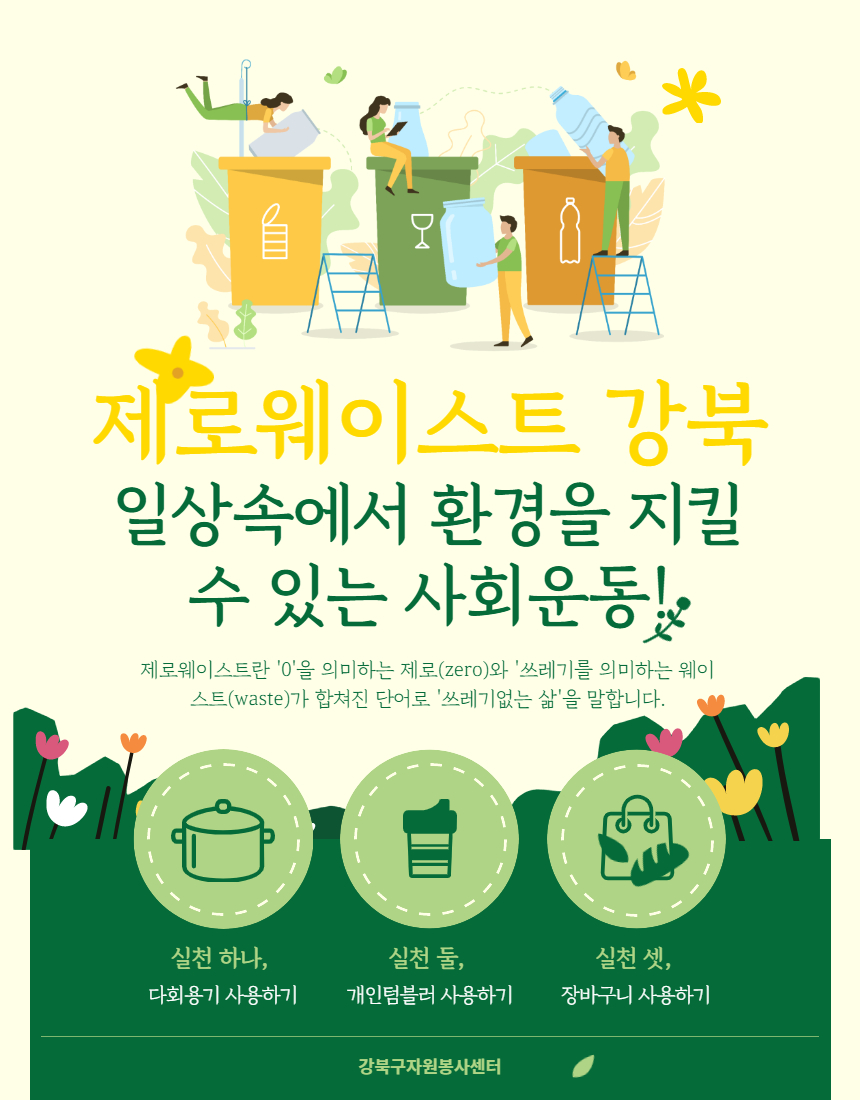 제로웨이스트 강북
일상속에서 환경을 지킬
수 있는 사회운동!
제로웨이스트란 '0'을 의미하는 제로(zero)와 '쓰레기를 의미하는 웨이
스트(waste)가 합쳐진 단어로 '쓰레기없는 삶'을 말합니다.
실천 하나,
다회용기 사용하기
실천 둘,
개인텀블러 사용하기
실천 셋,
장바구니 사용하기
강북구자원봉사센터